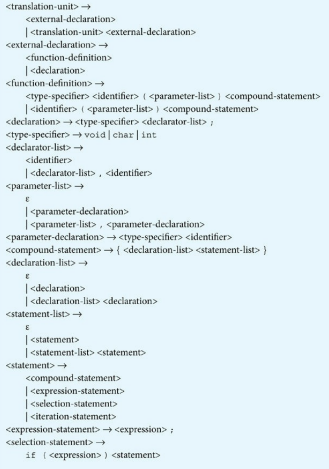 <translation-unit> →
<external-declaration>
| <translation-unit> <external-declaration>
<external-declaration> →
<function-definition>
| <declaration>
<function-definition> →
<type-specifier> <identifier> ( <parameter-list> ) <compound-statement>
| <identifier> ( <parameter-list> ) <compound-statement>
<declaration> → <type-specifier> <declarator-list> ;
<type-specifier> → void | char | int
<declarator-list> →
<identifier>
| <declarator-list> , <identifier>
<parameter-list> →
ε
| <parameter-declaration>
| <parameter-list> , <parameter-declaration>
<parameter-declaration> → <type-specifier> <identifier>
<compound-statement> → { <declaration-list> <statement-list> }
<declaration-list> →
ε
| <declaration>
| <declaration-list> <declaration>
<statement-list> →
ε
| <statement>
| <statement-list> <statement>
<statement> →
<compound-statement>
| <expression-statement>
| <selection-statement>
| <iteration-statement>
<expression-statement> → <expression> ;
<selection-statement> →
if ( <expression> ) <statement>